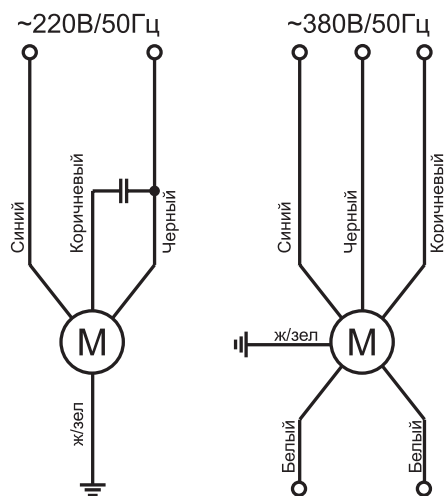 ~220В/50Гц
Синий
Коричневый
Черный
М
ж/зел
~380В/50Гц
Синий
Черный
Коричневый
ж/зел
М
Белый
Белый